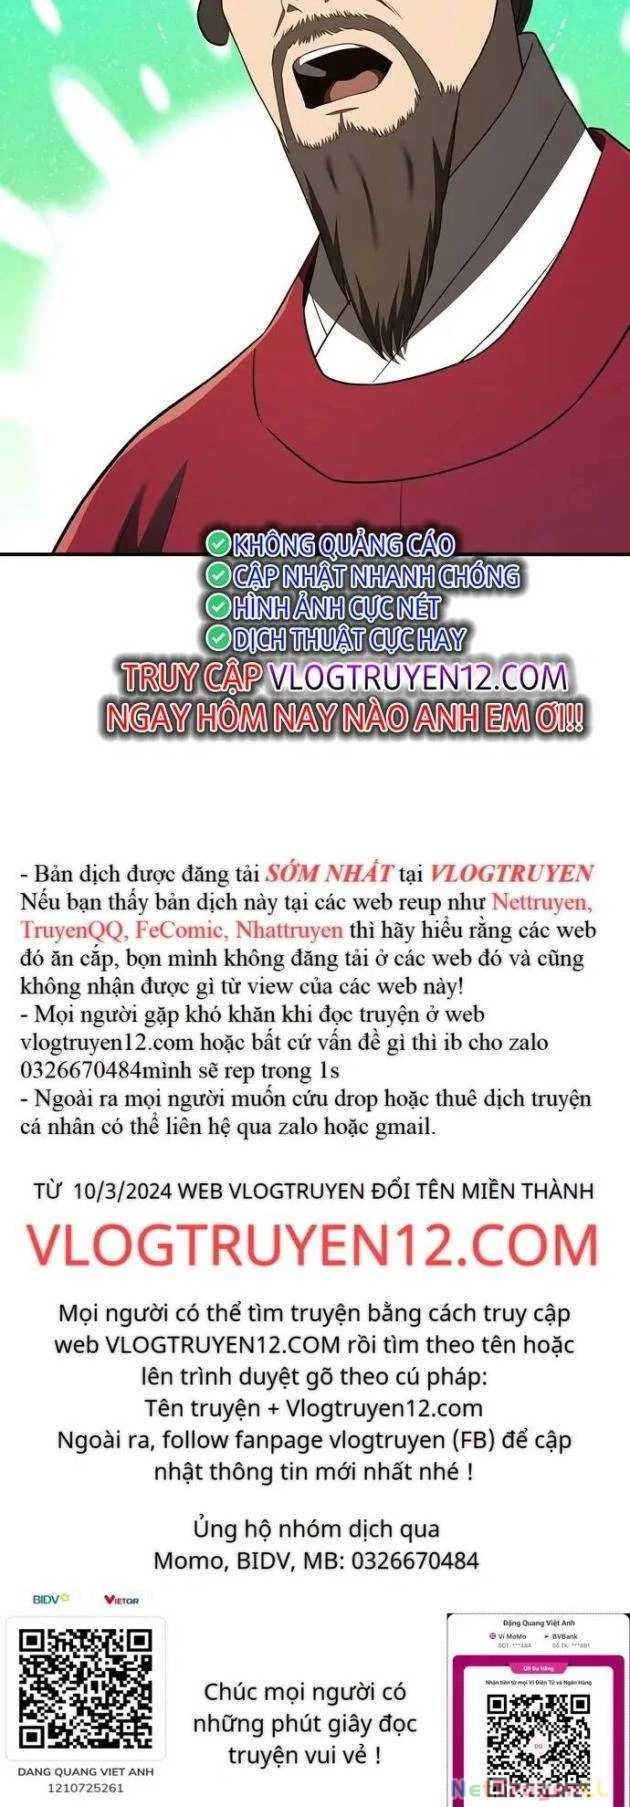 KHÔNG QUẢNG CÁO
CẬP NHẬT NHANH CHÓNG
HÌNH ẢNH CỰC NÉT
DỊCH THUẬT CỰC HAY
TRUY CẬP VLOGTRUYEN12.COM
NGAY HÔM NAY NÀO ANH EM ƠI!!
- Bản dịch được đăng tải SỚM NHẤT tại VLOGTRUYEN
Nếu bạn thấy bản dịch này tại các web reup như Nettruyen,
TruyenQQ, FeComic, Nhattruyen thì hãy hiểu rằng các web
đó ăn cắp, bọn mình không đăng tải ở các web đó và cũng
không nhận được gì từ view của các web này!
- Mọi người gặp khó khăn khi đọc truyện ở web
vlogtruyen12.com hoặc bất cứ vấn đề gì thì ib cho zalo
0326670484mình sẽ rep trong 1s
- Ngoài ra mọi người muốn cứu drop hoặc thuê dịch truyện
cá nhân có thể liên hệ qua zalo hoặc gmail.
TỪ 10/3/2024 WEB VLOGTRUYEN ĐỔI TÊN MIỀN THÀNH
VLOGTRUYEN12.COM
Mọi người có thể tìm truyện bằng cách truy cập
web VLOGTRUYEN12.COM rồi tìm theo tên hoặc
lên trình duyệt gõ theo cú pháp:
Tên truyện + Vlogtruyen12.com
Ngoài ra, follow fanpage vlogtruyen (FB) để cập
nhật thông tin mới nhất nhé !
Ủng hộ nhóm dịch qua
Momo, BIDV, MB: 0326670484
BIDV VIETQR
DANG QUANG VIET ANH
1210725261
Chúc mọi người có
những phút giây đọc
truyện vui vẻ !
Đặng Quang Việt Anh
Ví MoMo BVBank
SĐT: ***484 Số TK: ***881
QR Đa Năng
Nhận tiền từ mọi Ví Điện Tử và Ngân Hàng